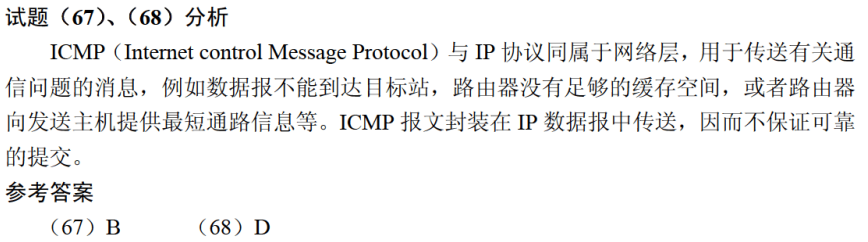 试题（67）、（68）分析
ICMP（Internet control Message Protocol）与 IP 协议同属于网络层，用于传送有关通
信问题的消息，例如数据报不能到达目标站，路由器没有足够的缓存空间，或者路由器
向发送主机提供最短通路信息等。ICMP 报文封装在 IP 数据报中传送，因而不保证可靠
的提交。
参考答案
（67）B （68）D